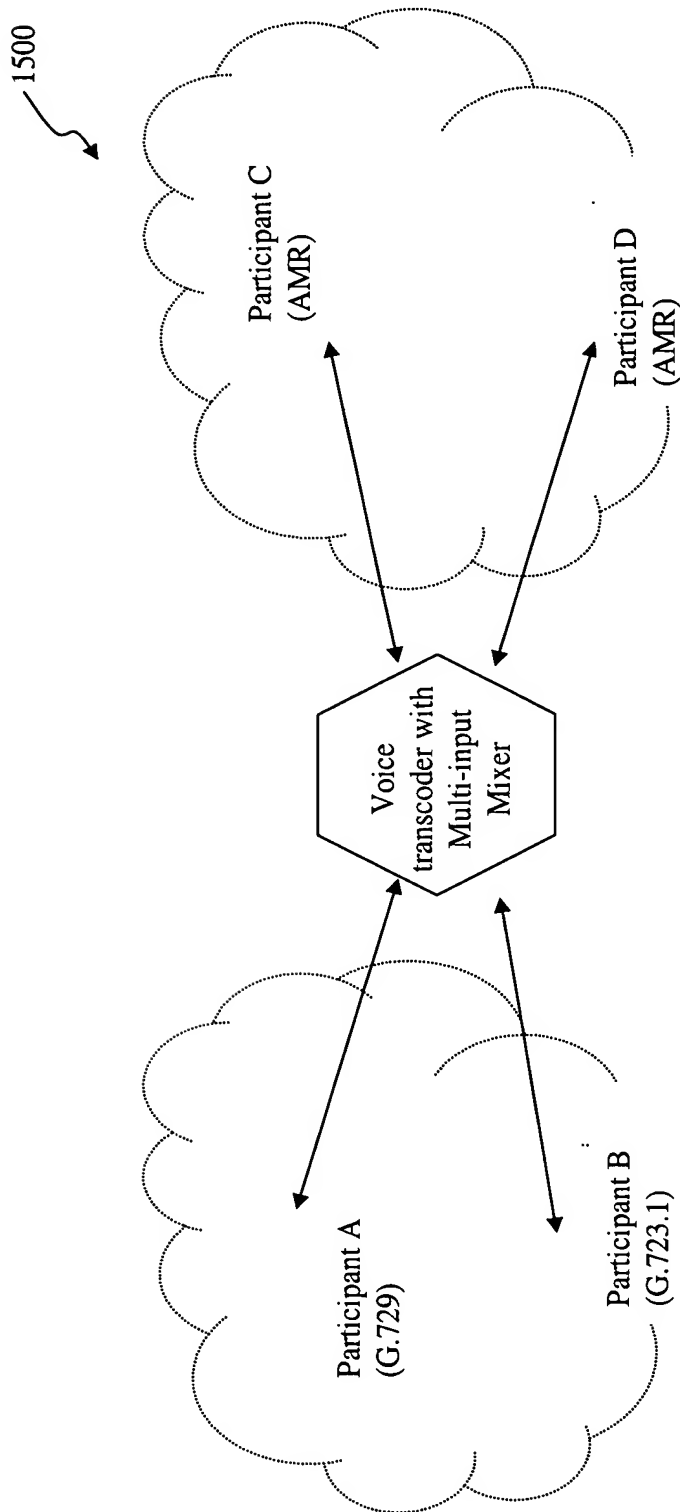 1500
Participant A
(G.729)
Participant B
(G.723.1)
Voice
transcoder with
Multi-input
Mixer
Participant C
(AMR)
Participant D
(AMR)